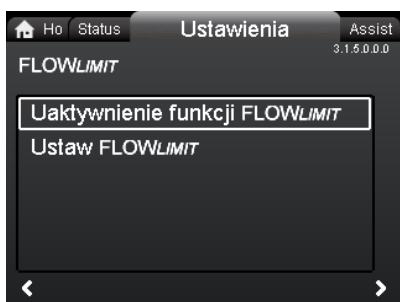 Ho Status Ustawienia Assist
3.1.5.0.0.0
FLOWLIMIT
Uaktywnienie funkcji FLOWLIMIT
Ustaw FLOWLIMIT